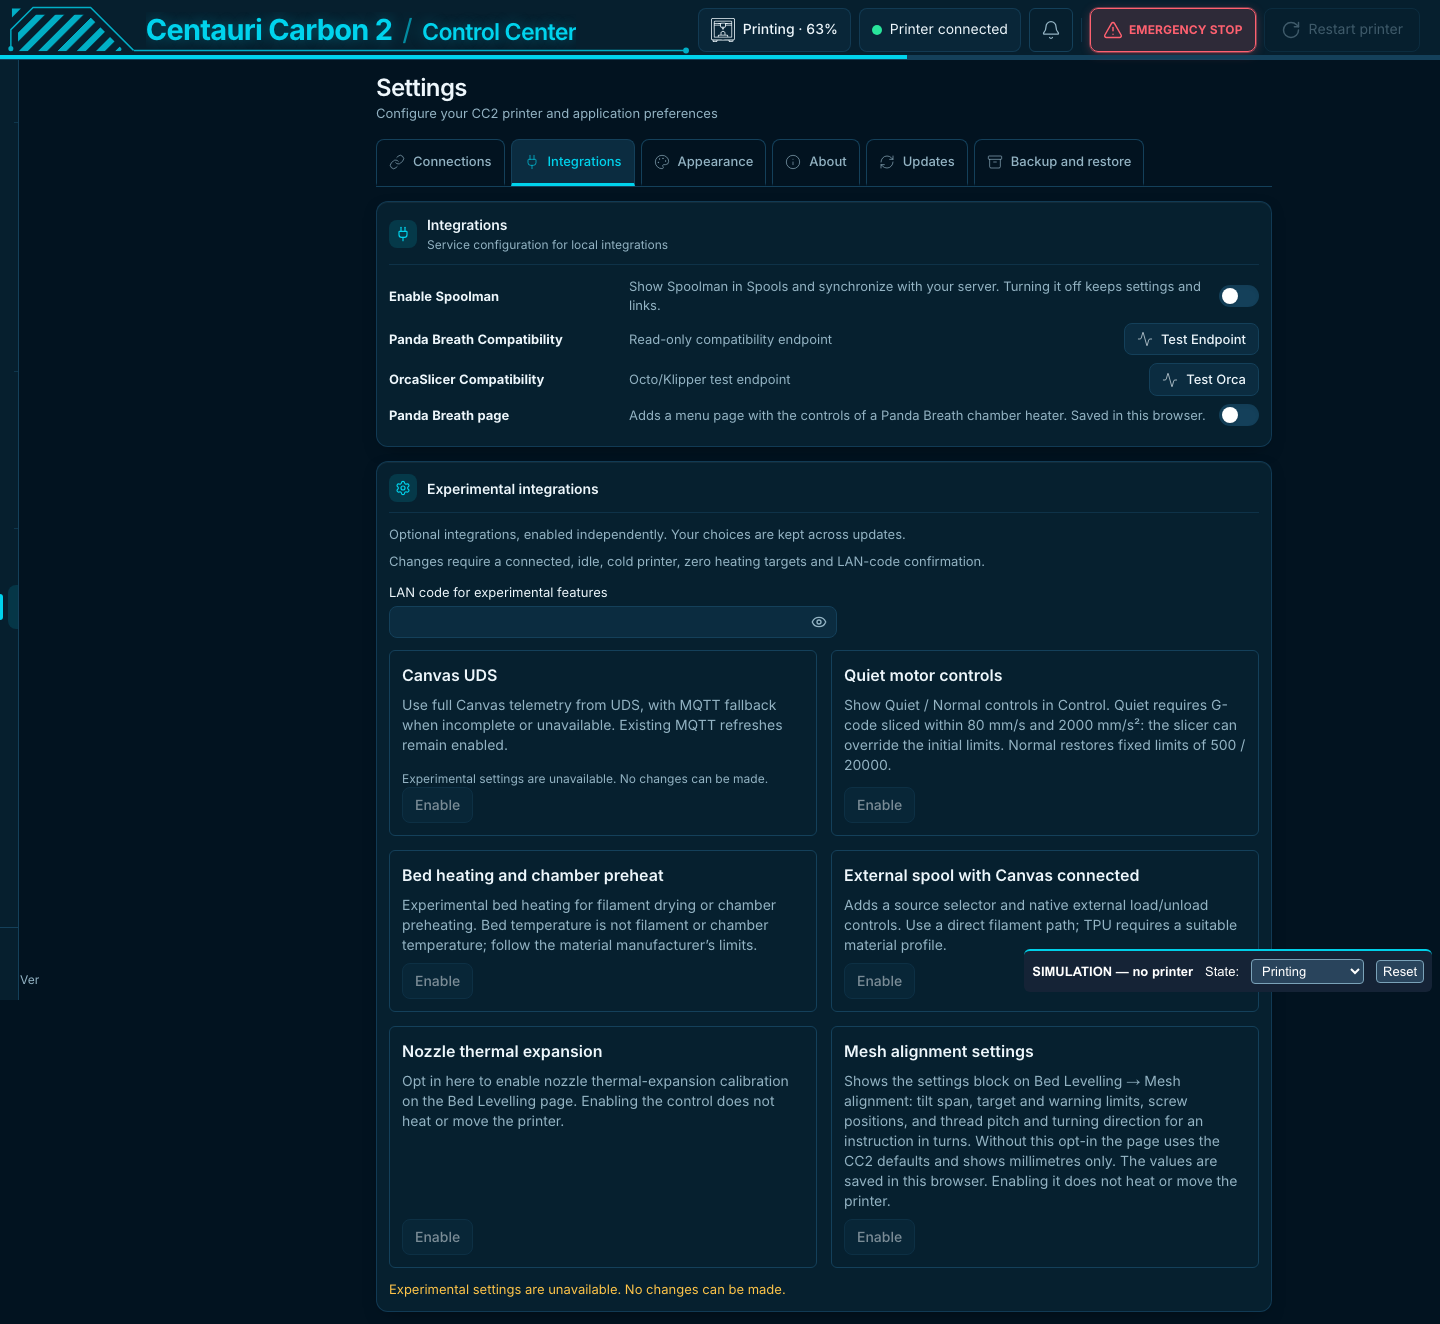 Centauri Carbon 2 / Control Center
Printing · 63%
Printer connected
EMERGENCY STOP
Restart printer
Settings
Configure your CC2 printer and application preferences
Connections
Integrations
Appearance
About
Updates
Backup and restore
Integrations
Service configuration for local integrations
Enable Spoolman
Show Spoolman in Spools and synchronize with your server. Turning it off keeps settings and
links.
Panda Breath Compatibility
Read-only compatibility endpoint
Test Endpoint
OrcaSlicer Compatibility
Octo/Klipper test endpoint
Test Orca
Panda Breath page
Adds a menu page with the controls of a Panda Breath chamber heater. Saved in this browser.
Experimental integrations
Optional integrations, enabled independently. Your choices are kept across updates.
Changes require a connected, idle, cold printer, zero heating targets and LAN-code confirmation.
LAN code for experimental features
Canvas UDS
Use full Canvas telemetry from UDS, with MQTT fallback
when incomplete or unavailable. Existing MQTT refreshes
remain enabled.
Experimental settings are unavailable. No changes can be made.
Enable
Quiet motor controls
Show Quiet / Normal controls in Control. Quiet requires G-
code sliced within 80 mm/s and 2000 mm/s²: the slicer can
override the initial limits. Normal restores fixed limits of 500 /
20000.
Enable
Bed heating and chamber preheat
Experimental bed heating for filament drying or chamber
preheating. Bed temperature is not filament or chamber
temperature; follow the material manufacturer’s limits.
Enable
External spool with Canvas connected
Adds a source selector and native external load/unload
controls. Use a direct filament path; TPU requires a suitable
material profile.
Enable
SIMULATION — no printer
State:
Printing
Reset
Ver
Nozzle thermal expansion
Opt in here to enable nozzle thermal-expansion calibration
on the Bed Levelling page. Enabling the control does not
heat or move the printer.
Enable
Mesh alignment settings
Shows the settings block on Bed Levelling → Mesh
alignment: tilt span, target and warning limits, screw
positions, and thread pitch and turning direction for an
instruction in turns. Without this opt-in the page uses the
CC2 defaults and shows millimetres only. The values are
saved in this browser. Enabling it does not heat or move the
printer.
Enable
Experimental settings are unavailable. No changes can be made.